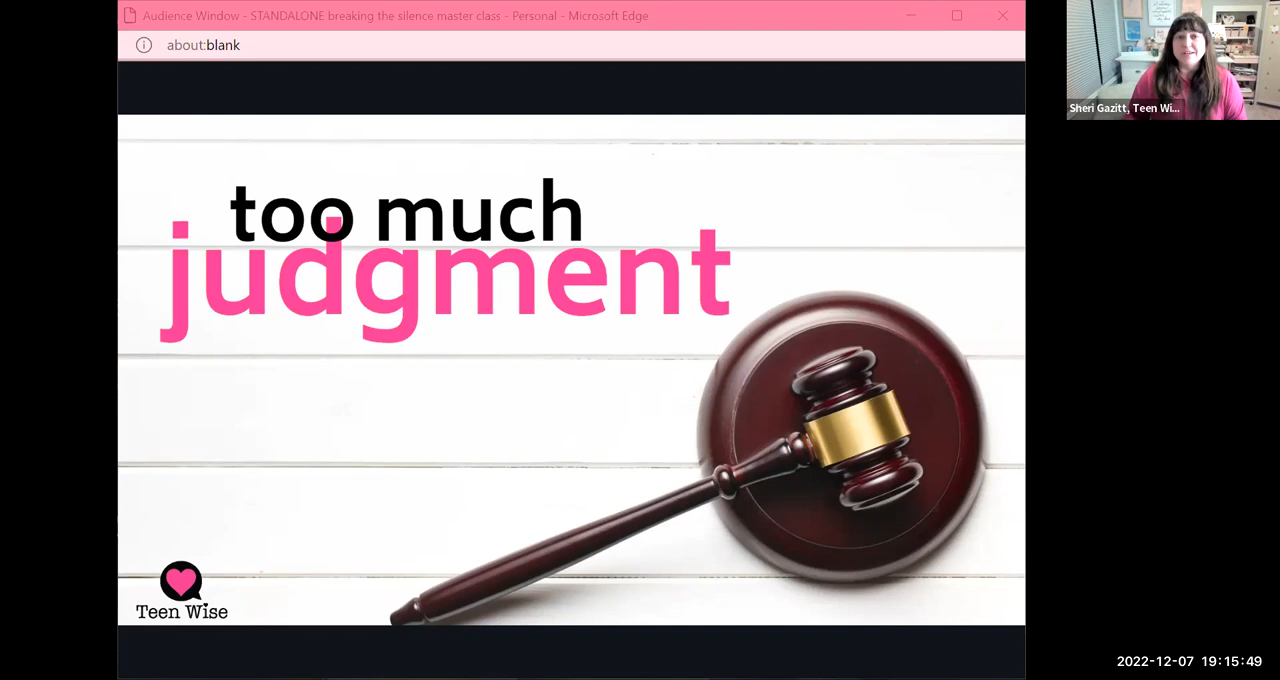 Audience Window - STANDALONE breaking the silence master class - Personal - Microsoft Edge
about:blank
Sheri Gazitt, Teen Wi...
too much
judgment
Teen Wise
2022-12-07 19:15:49